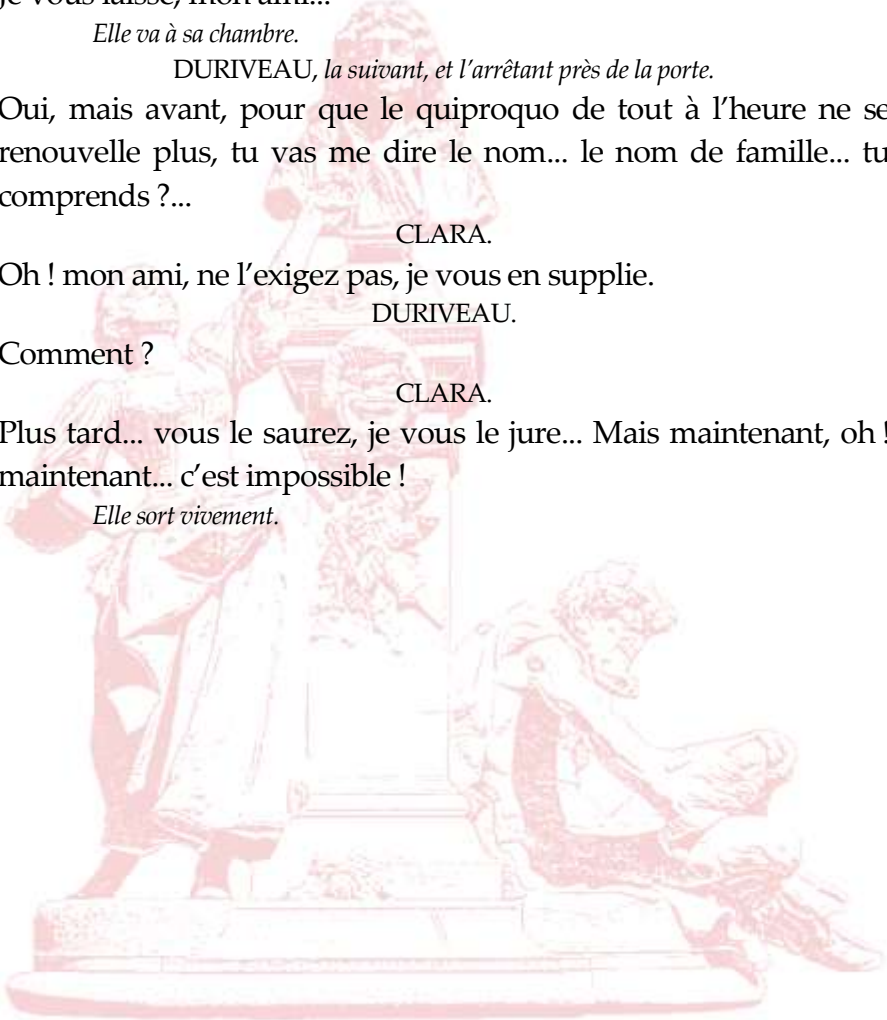 je vous laisse, mon ami...
Elle va à sa chambre.
DURIVEAU, la suivant, et l'arrêtant près de la porte.
Oui, mais avant, pour que le quiproquo de tout à l'heure ne se
renouvelle plus, tu vas me dire le nom... le nom de famille... tu
comprends ?...
CLARA.
Oh ! mon ami, ne l'exigez pas, je vous en supplie.
DURIVEAU.
Comment ?
CLARA.
Plus tard... vous le saurez, je vous le jure... Mais maintenant, oh !
maintenant... c'est impossible !
Elle sort vivement.